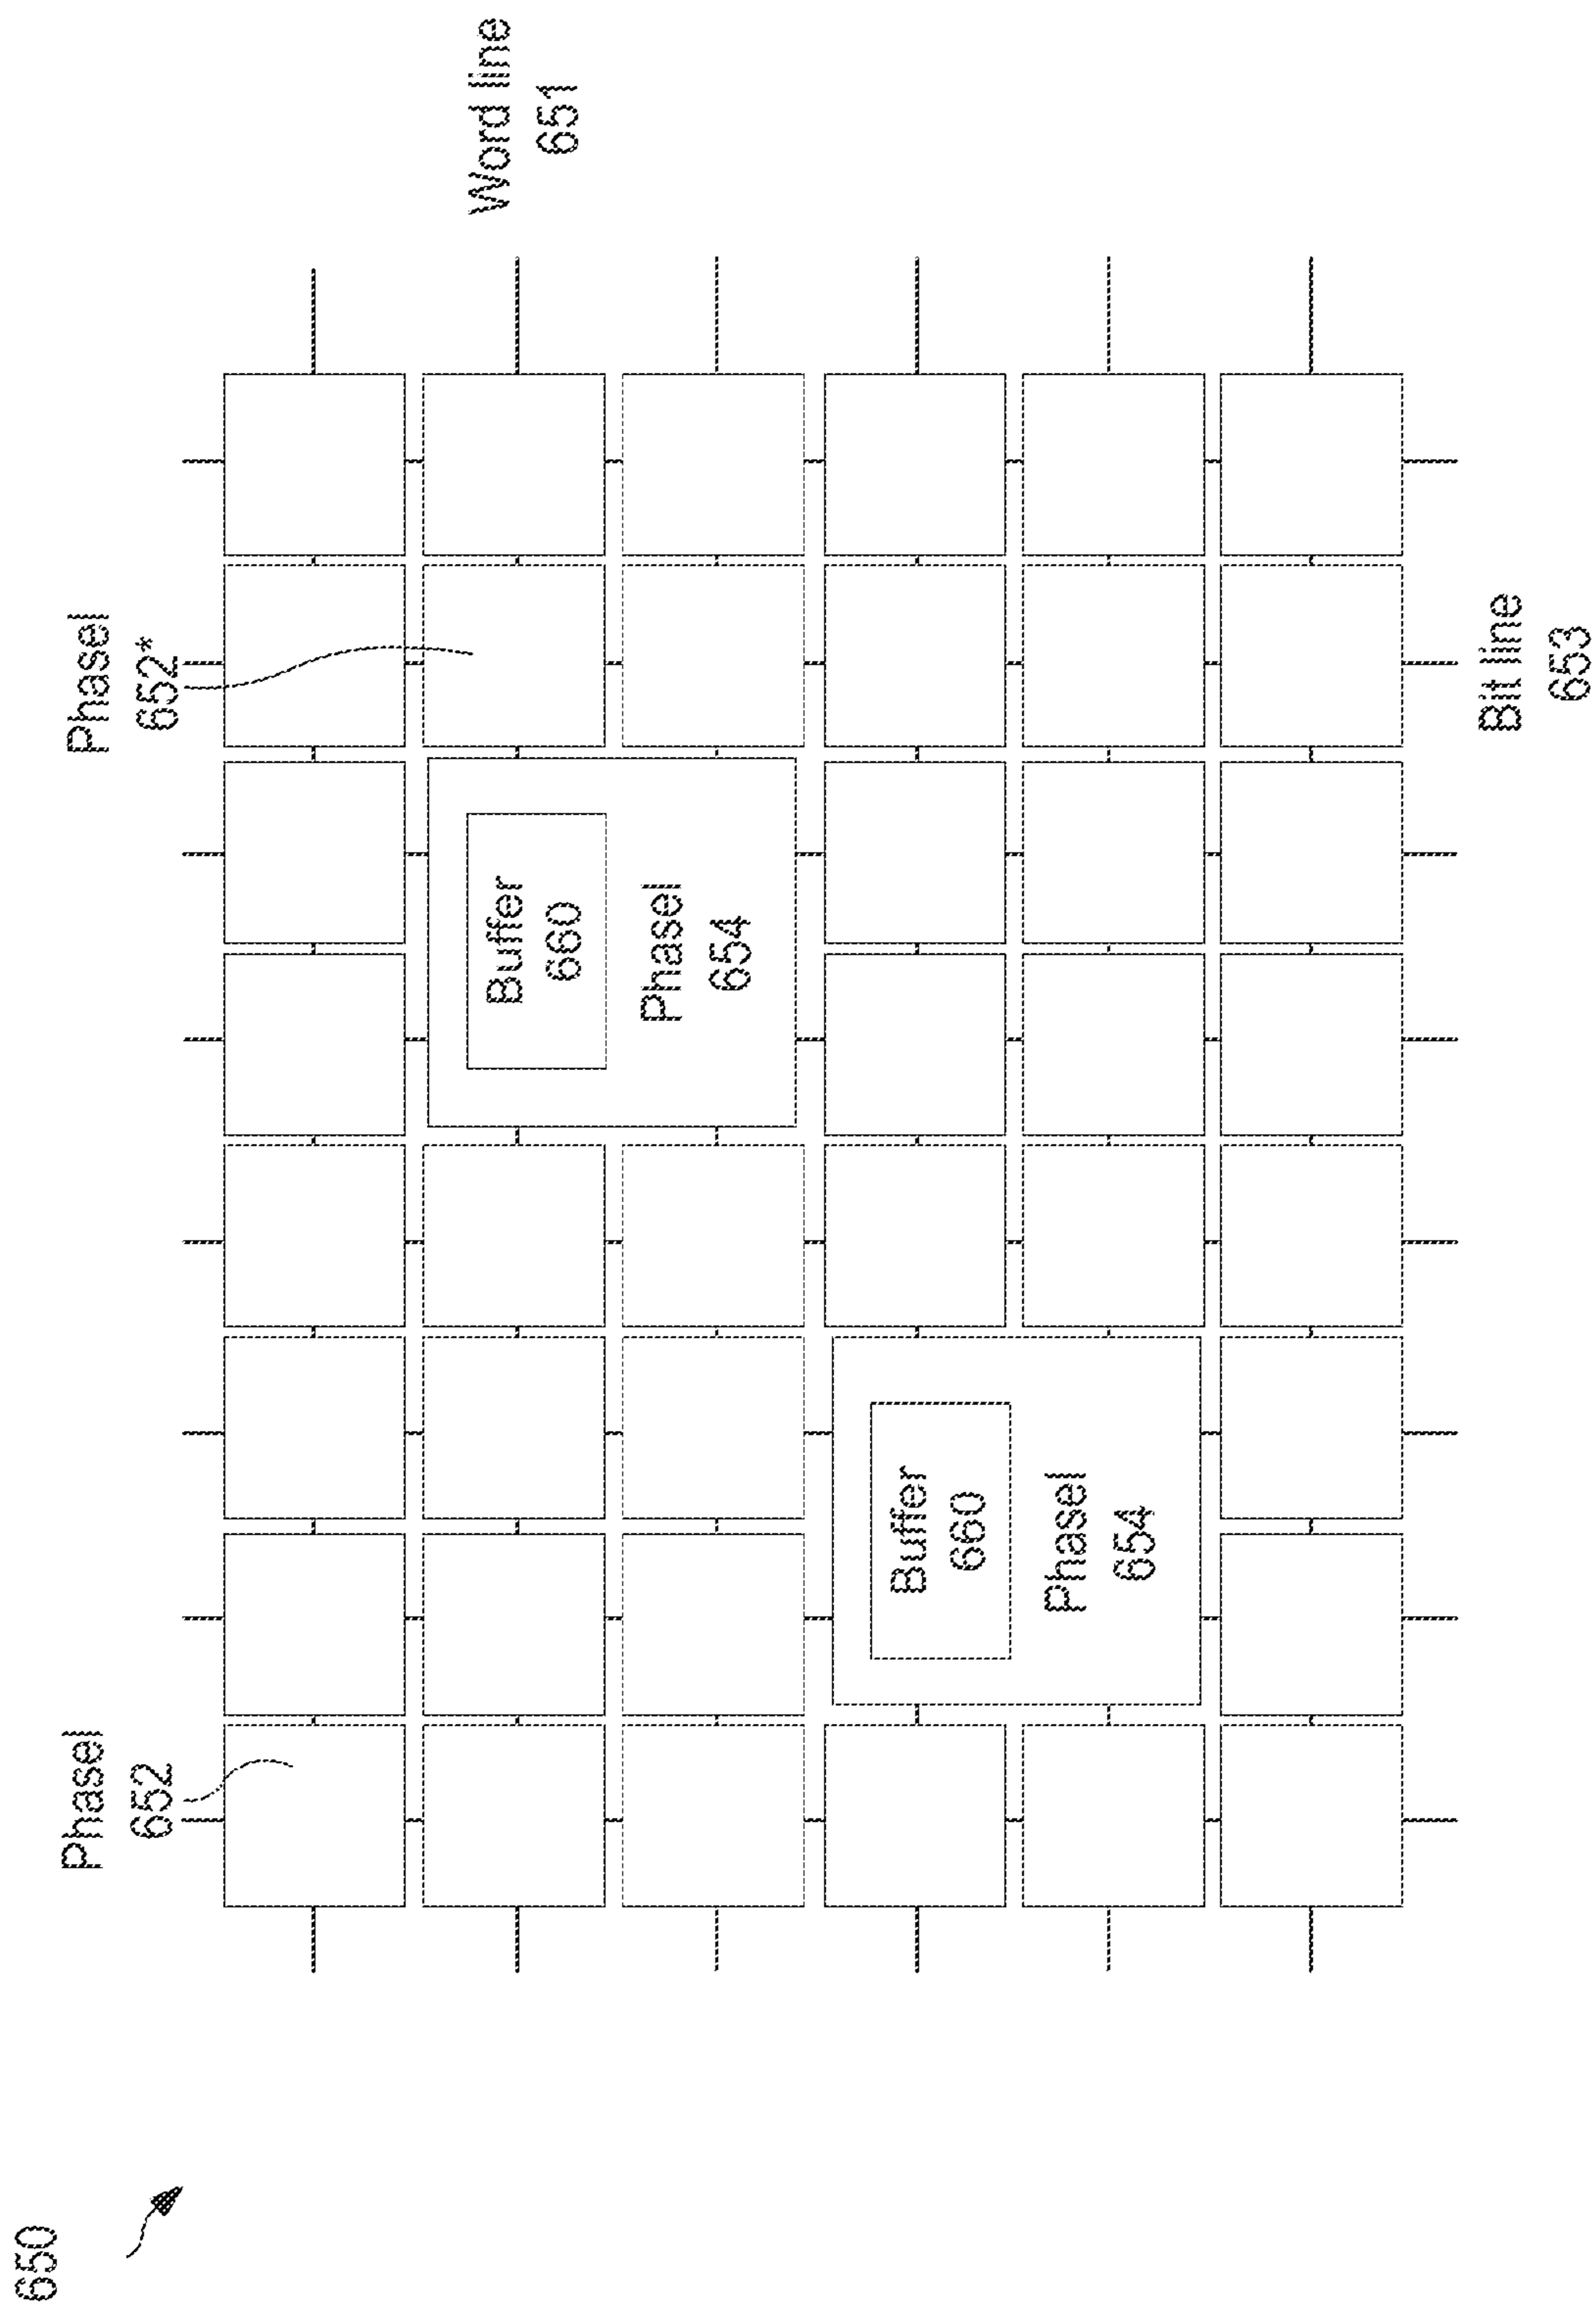 650
Phasel
652
Phasel
652*
Word line
651
Buffer
660
Phasel
654
Buffer
660
Phasel
654
Bit line
653